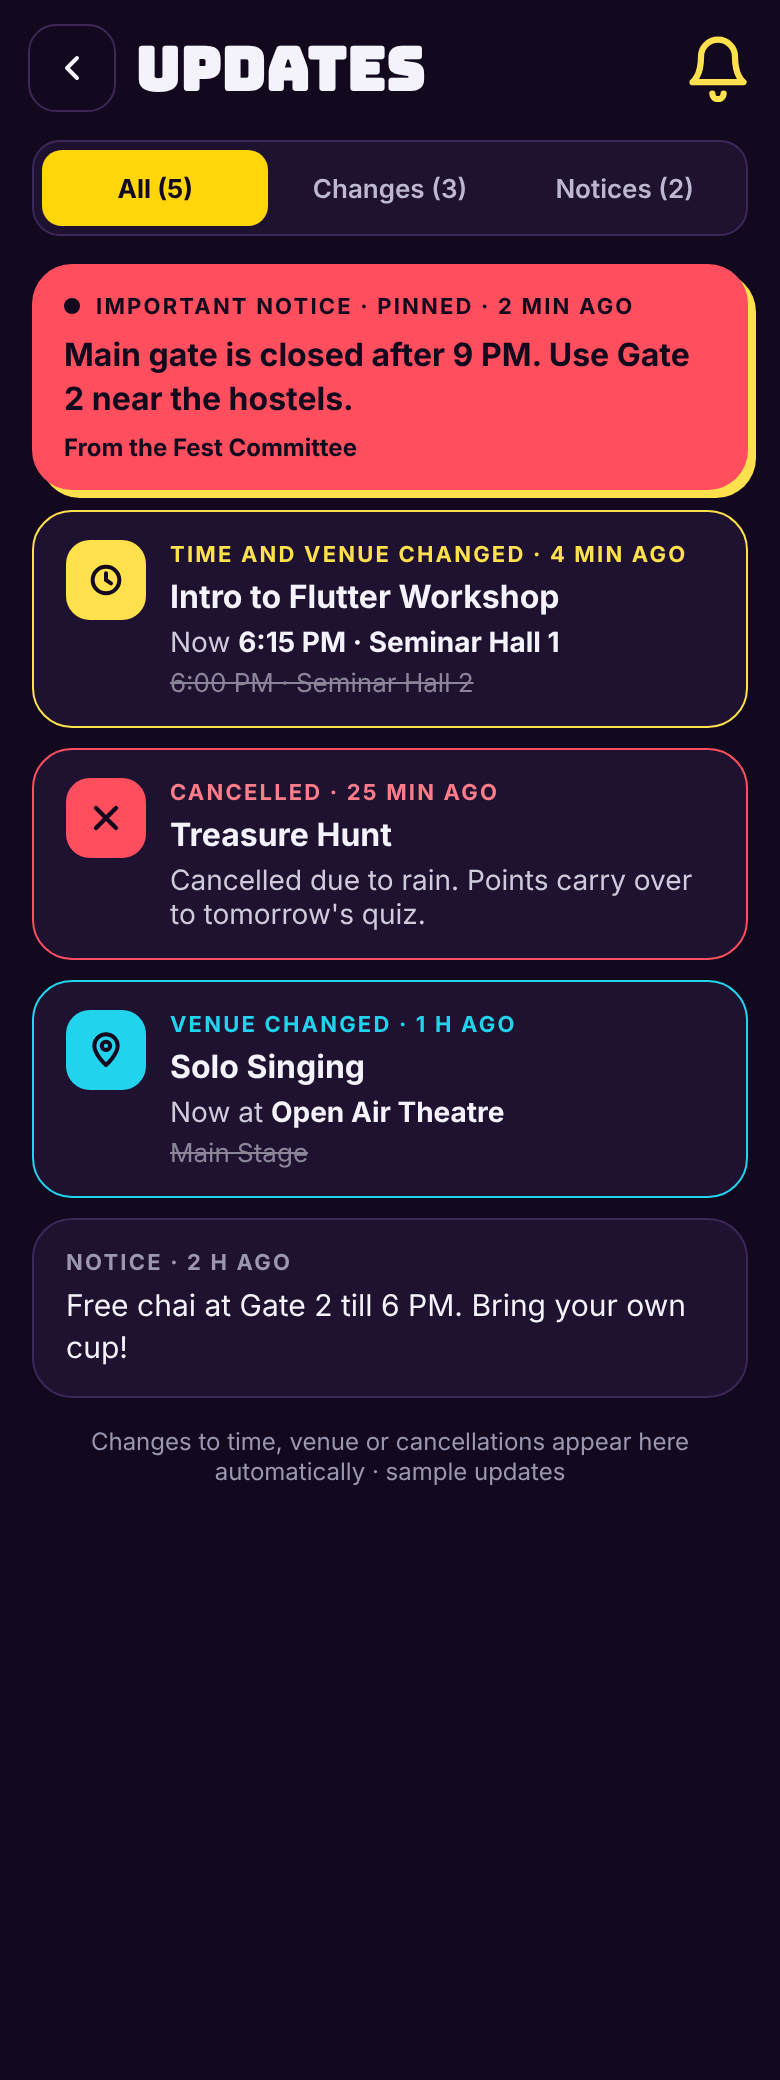 UPDATES
All (5)
Changes (3)
Notices (2)
IMPORTANT NOTICE · PINNED · 2 MIN AGO
Main gate is closed after 9 PM. Use Gate
2 near the hostels.
From the Fest Committee
TIME AND VENUE CHANGED · 4 MIN AGO
Intro to Flutter Workshop
Now 6:15 PM · Seminar Hall 1
6:00 PM · Seminar Hall 2
CANCELLED · 25 MIN AGO
Treasure Hunt
Cancelled due to rain. Points carry over
to tomorrow's quiz.
VENUE CHANGED · 1 H AGO
Solo Singing
Now at Open Air Theatre
Main Stage
NOTICE · 2 H AGO
Free chai at Gate 2 till 6 PM. Bring your own
cup!
Changes to time, venue or cancellations appear here
automatically · sample updates